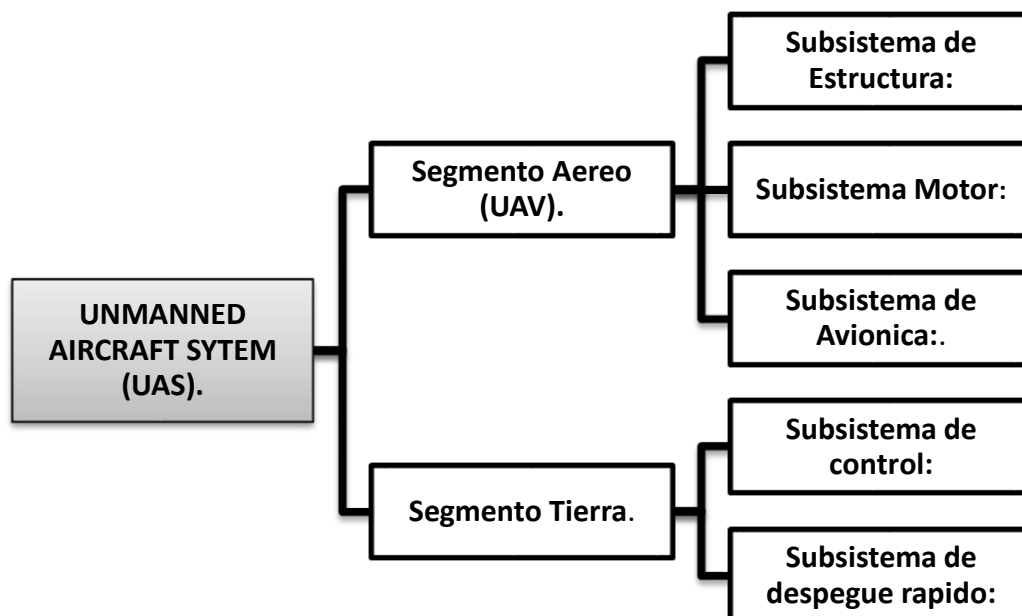 UNMANNED
AIRCRAFT SYTEM
(UAS).
Segmento Aereo
(UAV).
Subsistema de
Estructura:
Subsistema Motor:
Subsistema de
Avionica:.
Segmento Tierra.
Subsistema de
control:
Subsistema de
despegue rapido: